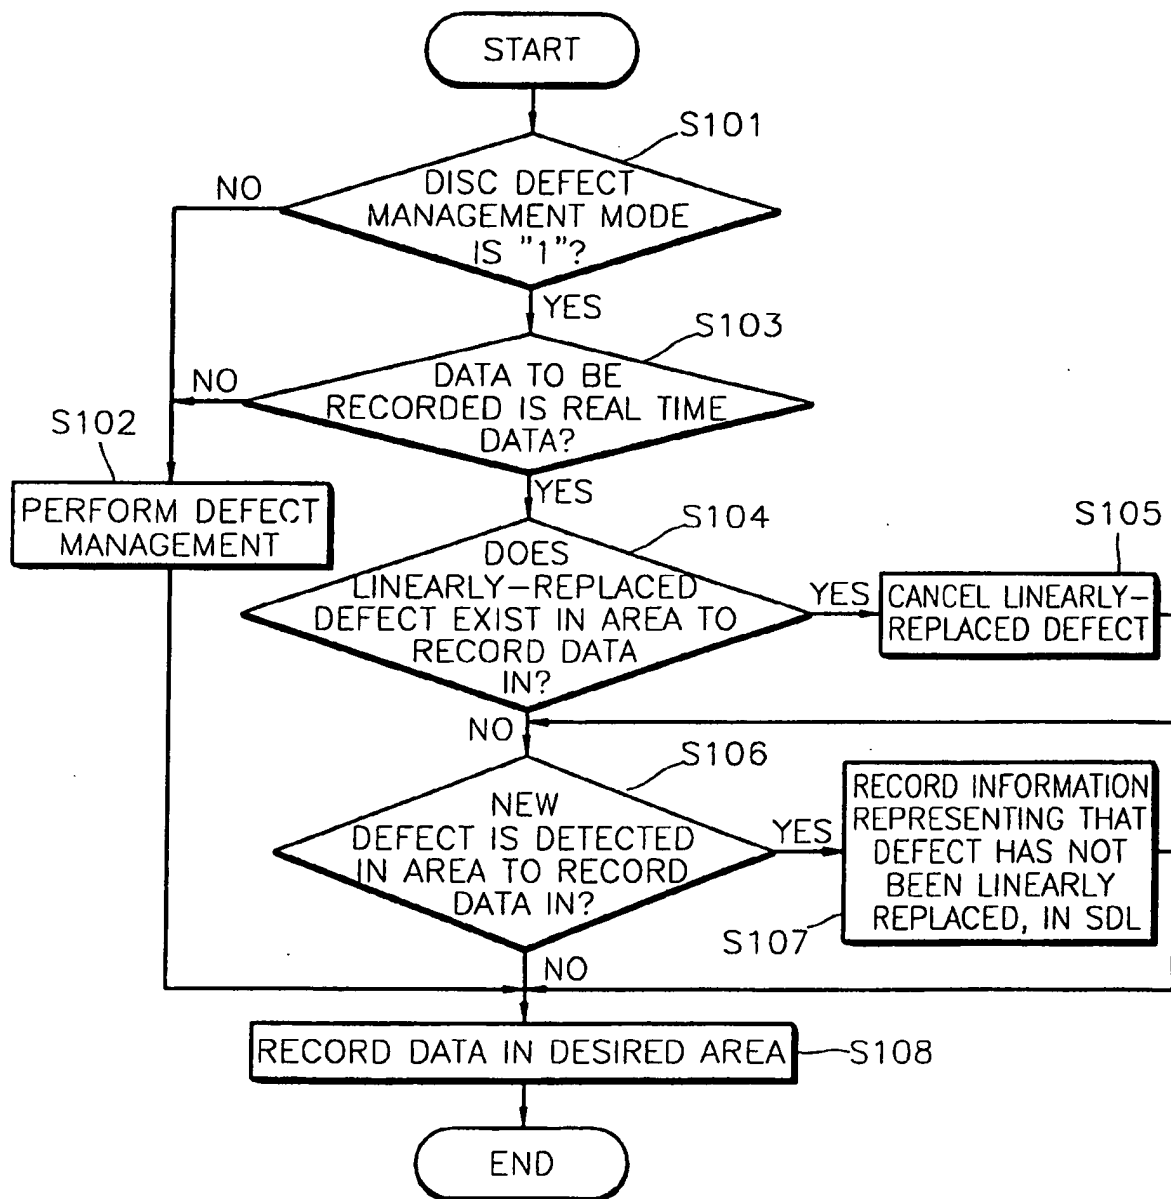 START
S101
DISC DEFECT
MANAGEMENT MODE
IS "1"?
NO
YES
S103
DATA TO BE
RECORDED IS REAL TIME
DATA?
NO
S102
PERFORM DEFECT
MANAGEMENT
YES
S104
DOES
LINEARLY-REPLACED
DEFECT EXIST IN AREA TO
RECORD DATA
IN?
YES
S105
CANCEL LINEARLY-
REPLACED DEFECT
NO
S106
NEW
DEFECT IS DETECTED
IN AREA TO RECORD
DATA IN?
YES
RECORD INFORMATION
REPRESENTING THAT
DEFECT HAS NOT
BEEN LINEARLY
REPLACED, IN SDL
S107
NO
RECORD DATA IN DESIRED AREA
S108
END